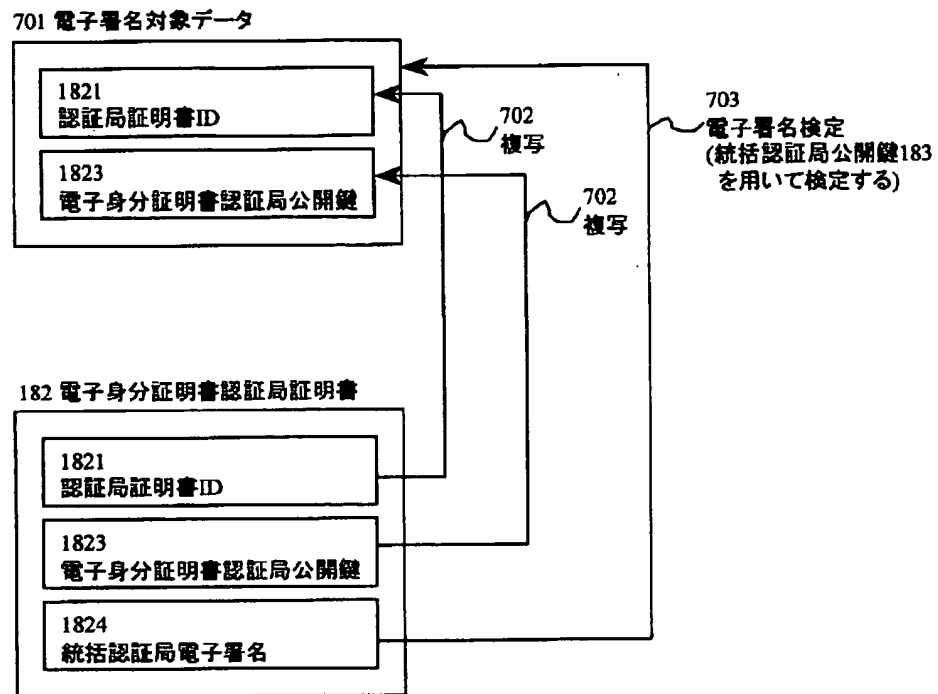 701 電子署名対象データ
1821
認証局証明書ID
1823
電子身分証明書認証局公開鍵
702
複写
702
複写
703
電子署名検定
(統括認証局公開鍵183
を用いて検定する)
182 電子身分証明書認証局証明書
1821
認証局証明書ID
1823
電子身分証明書認証局公開鍵
1824
統括認証局電子署名